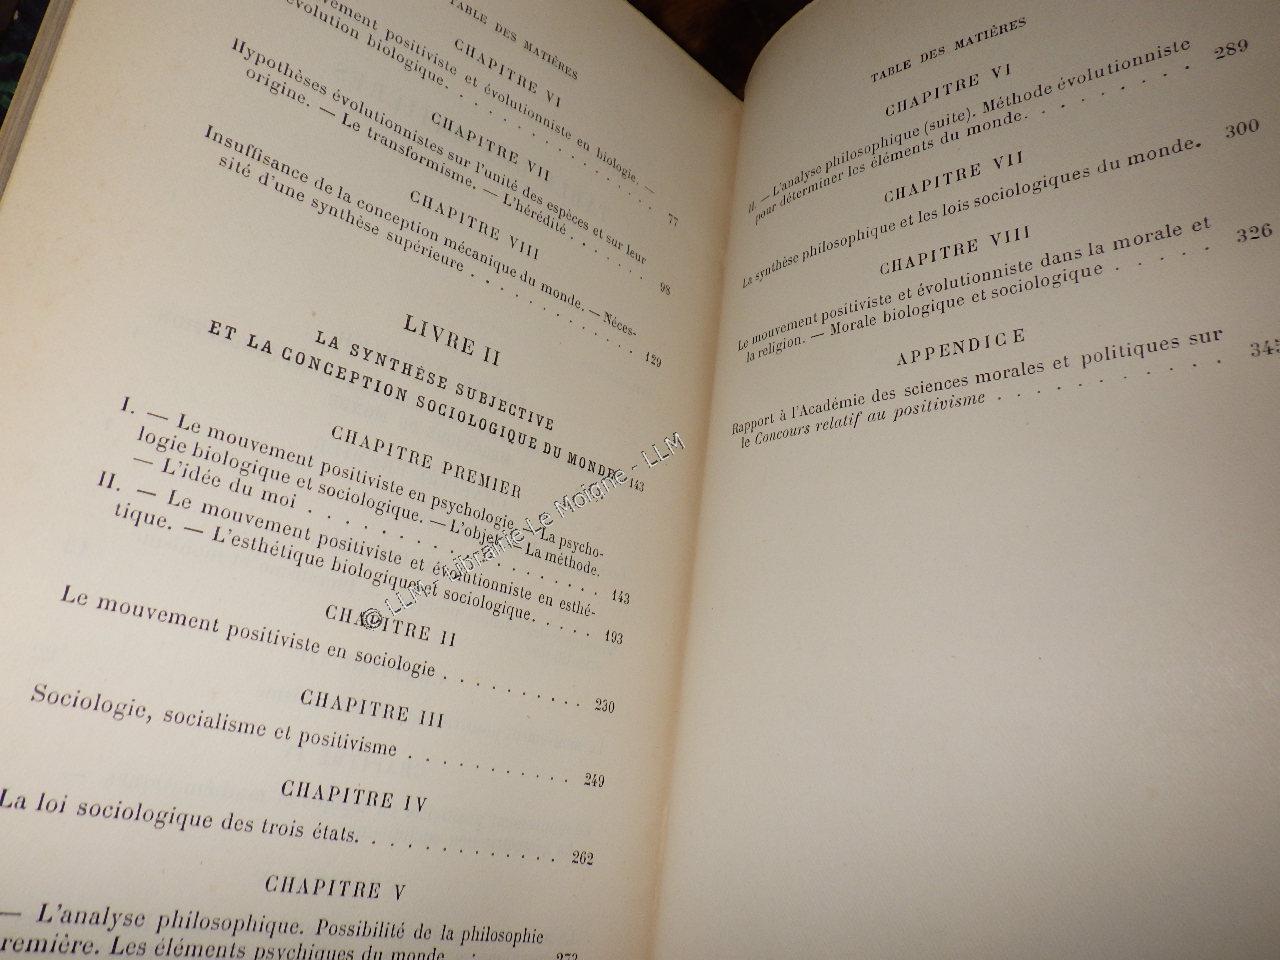 TABLE DES MATIÈRES
CHAPITRE VI
ement positiviste et évolutionniste en biologie. —
évolution biologique. . . . . . . . . . . 77
CHAPITRE VII
Hypothèses évolutionnistes sur l'unité des espèces et sur leur
origine. — Le transformisme. — L'hérédité . . . . . . . 98
CHAPITRE VIII
Insuffisance de la conception mécanique du monde. — Néces-
sité d'une synthèse supérieure . . . . . . . . . . . 129
LIVRE II
LA SYNTHÈSE SUBJECTIVE
ET LA CONCEPTION SOCIOLOGIQUE DU MONDE 143
CHAPITRE PREMIER
I. — Le mouvement positiviste en psychologie. — La psycho-
logie biologique et sociologique. — L'objet. — La méthode.
— L'idée du moi . . . . . . . . . . . . . . 143
II. — Le mouvement positiviste et évolutionniste en esthé-
tique. — L'esthétique biologique et sociologique. . . . . . 193
CHAPITRE II
Le mouvement positiviste en sociologie . . . . . . . . . . 230
CHAPITRE III
Sociologie, socialisme et positivisme . . . . . . . . . . . 249
CHAPITRE IV
La loi sociologique des trois états. . . . . . . . . . . . . 262
CHAPITRE V
— L'analyse philosophique. Possibilité de la philosophie
remière. Les éléments psychiques du monde . . 273
TABLE DES MATIÈRES
CHAPITRE VI
II. — L'analyse philosophique (suite). Méthode évolutionniste
pour déterminer les éléments du monde. . . . . . . . . 289
CHAPITRE VII
La synthèse philosophique et les lois sociologiques du monde. 300
CHAPITRE VIII
Le mouvement positiviste et évolutionniste dans la morale et
la religion. — Morale biologique et sociologique . . . . . 326
APPENDICE
Rapport à l'Académie des sciences morales et politiques sur
le Concours relatif au positivisme . . . . . . . . . . . 345
© LLM - Librairie Le Moigne - LLM